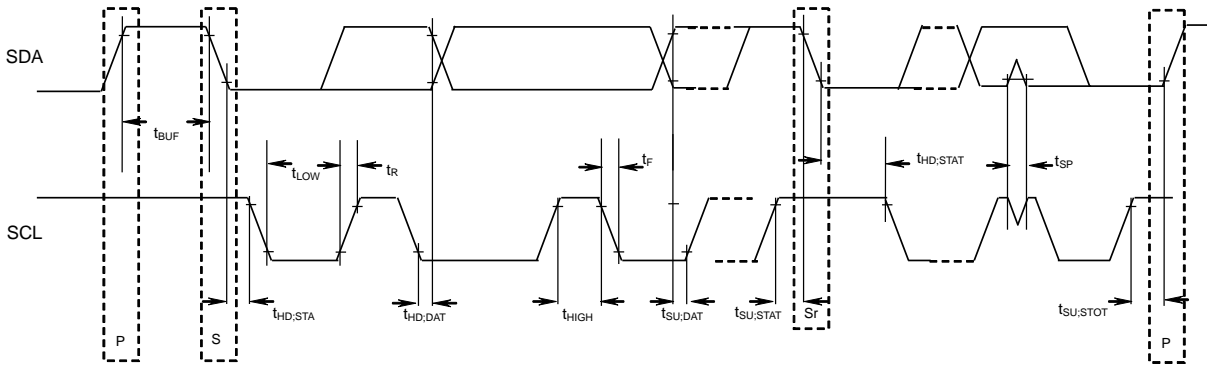 SDA
tBUF
tLOW
tR
tF
tHD;STAT
tSP
SCL
tHD;STA
tHD;DAT
tHIGH
tSU;DAT
tSU;STAT
Sr
tSU;STOT
P
S
P